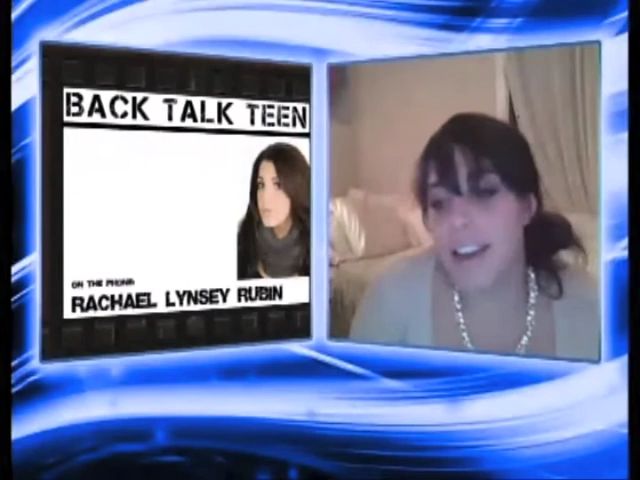 BACK TALK TEEN
ON THE PHONE
RACHAEL LYNSEY RUBIN